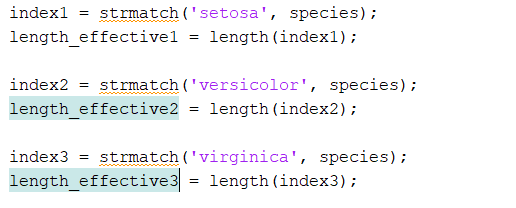 index1 = strmatch('setosa', species);
length_effective1 = length(index1);
index2 = strmatch('versicolor', species);
length_effective2 = length(index2);
index3 = strmatch('virginica', species);
length_effective3 = length(index3);